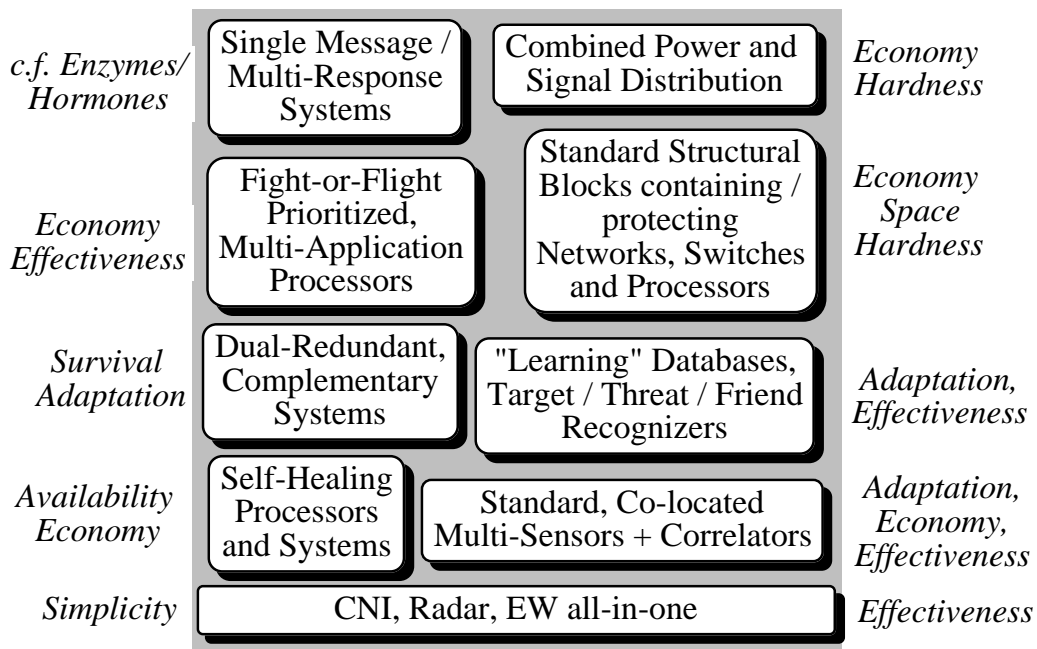 c.f. Enzymes/
Hormones
Single Message /
Multi-Response
Systems
Combined Power and
Signal Distribution
Economy
Hardness
Economy
Effectiveness
Fight-or-Flight
Prioritized,
Multi-Application
Processors
Standard Structural
Blocks containing /
protecting
Networks, Switches
and Processors
Economy
Space
Hardness
Survival
Adaptation
Dual-Redundant,
Complementary
Systems
"Learning" Databases,
Target / Threat / Friend
Recognizers
Adaptation,
Effectiveness
Availability
Economy
Self-Healing
Processors
and Systems
Standard, Co-located
Multi-Sensors + Correlators
Adaptation,
Economy,
Effectiveness
Simplicity
CNI, Radar, EW all-in-one
Effectiveness